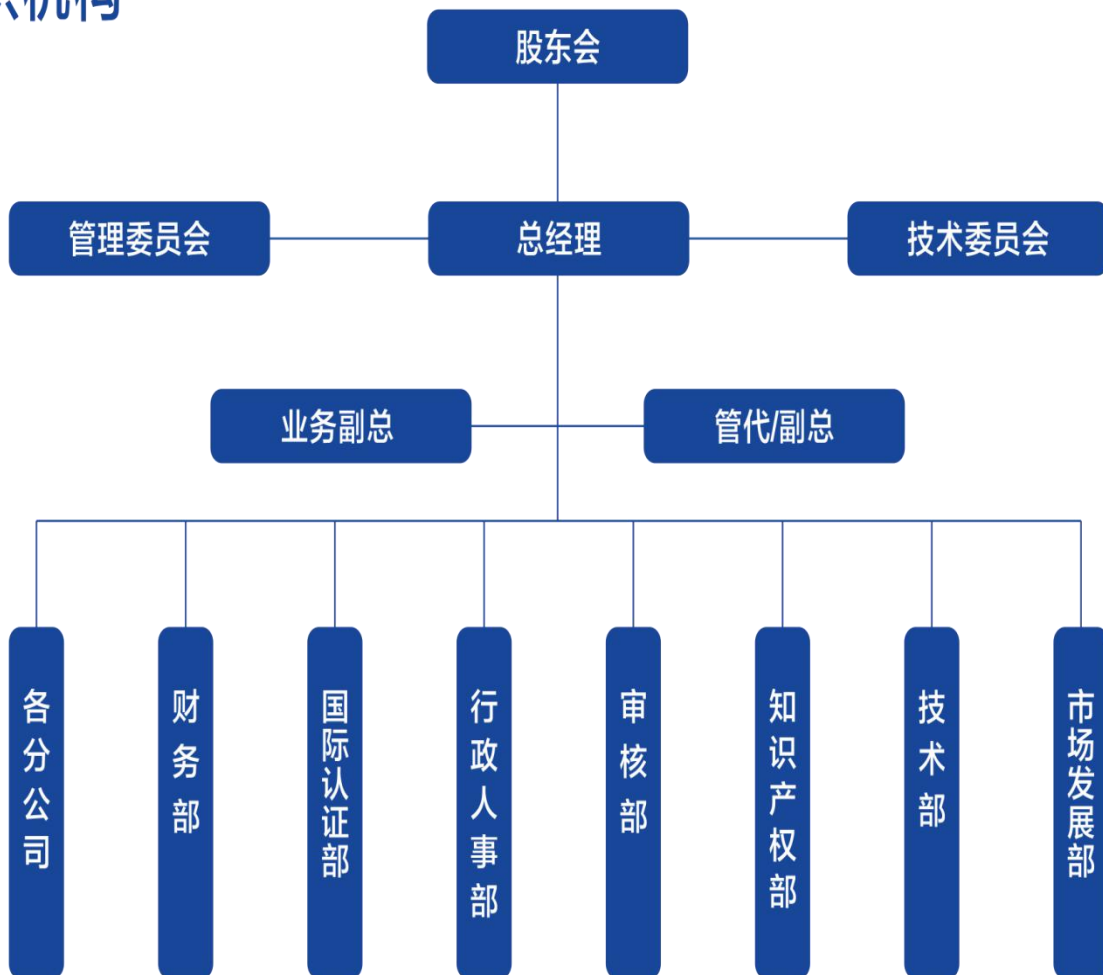 机构
股东会
管理委员会
总经理
技术委员会
业务副总
管代/副总
各分公司
财务部
国际认证部
行政人事部
审核部
知识产权部
技术部
市场发展部